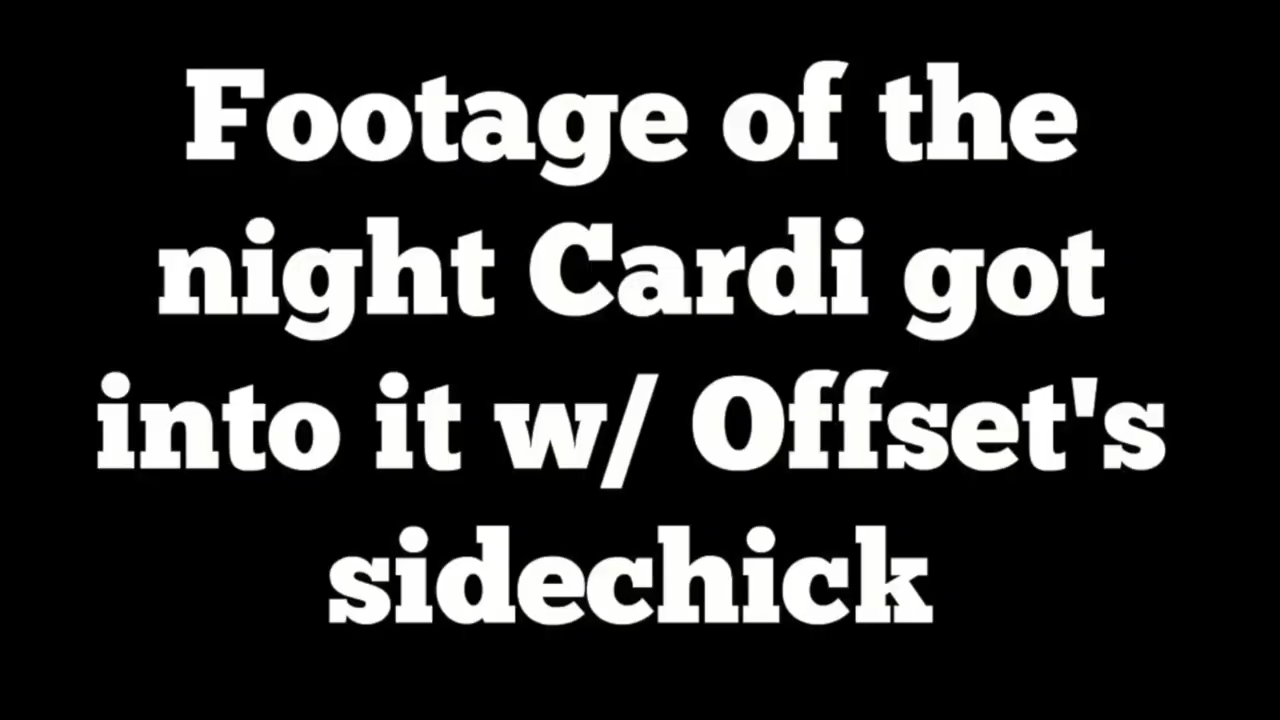 Footage of the
night Cardi got
into it w/ Offset's
sidechick